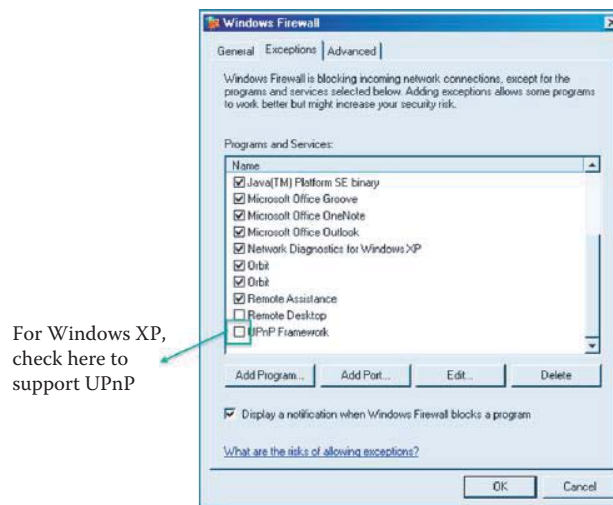 Windows Firewall
General Exceptions Advanced
Windows Firewall is blocking incoming network connections, except for the
programs and services selected below. Adding exceptions allows some programs
to work better but might increase your security risk.
Programs and Services:
Name
Java(TM) Platform SE binary
Microsoft Office Groove
Microsoft Office OneNote
Microsoft Office Outlook
Network Diagnostics for Windows XP
Orbit
Orbit
Remote Assistance
Remote Desktop
UPnP Framework
For Windows XP,
check here to
support UPnP
Add Program... Add Port... Edit... Delete
Display a notification when Windows Firewall blocks a program
What are the risks of allowing exceptions?
OK Cancel